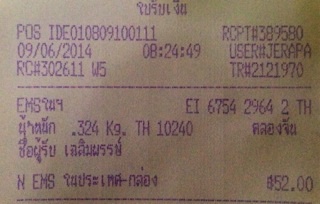 ใบรับเงิน
POS IDE010809100111 RCPT#389580
09/06/2014 08:24:49 USER#JERAPA
RC#302611 W5 TR#2121970
EMSในฯ EI 6754 2964 2 TH
น้ำหนัก .324 Kg. TH 10240 คลองจั่น
ชื่อผู้รับ เฉลิมพรรษ์
N EMS ในประเทศ-กล่อง ฿52.00